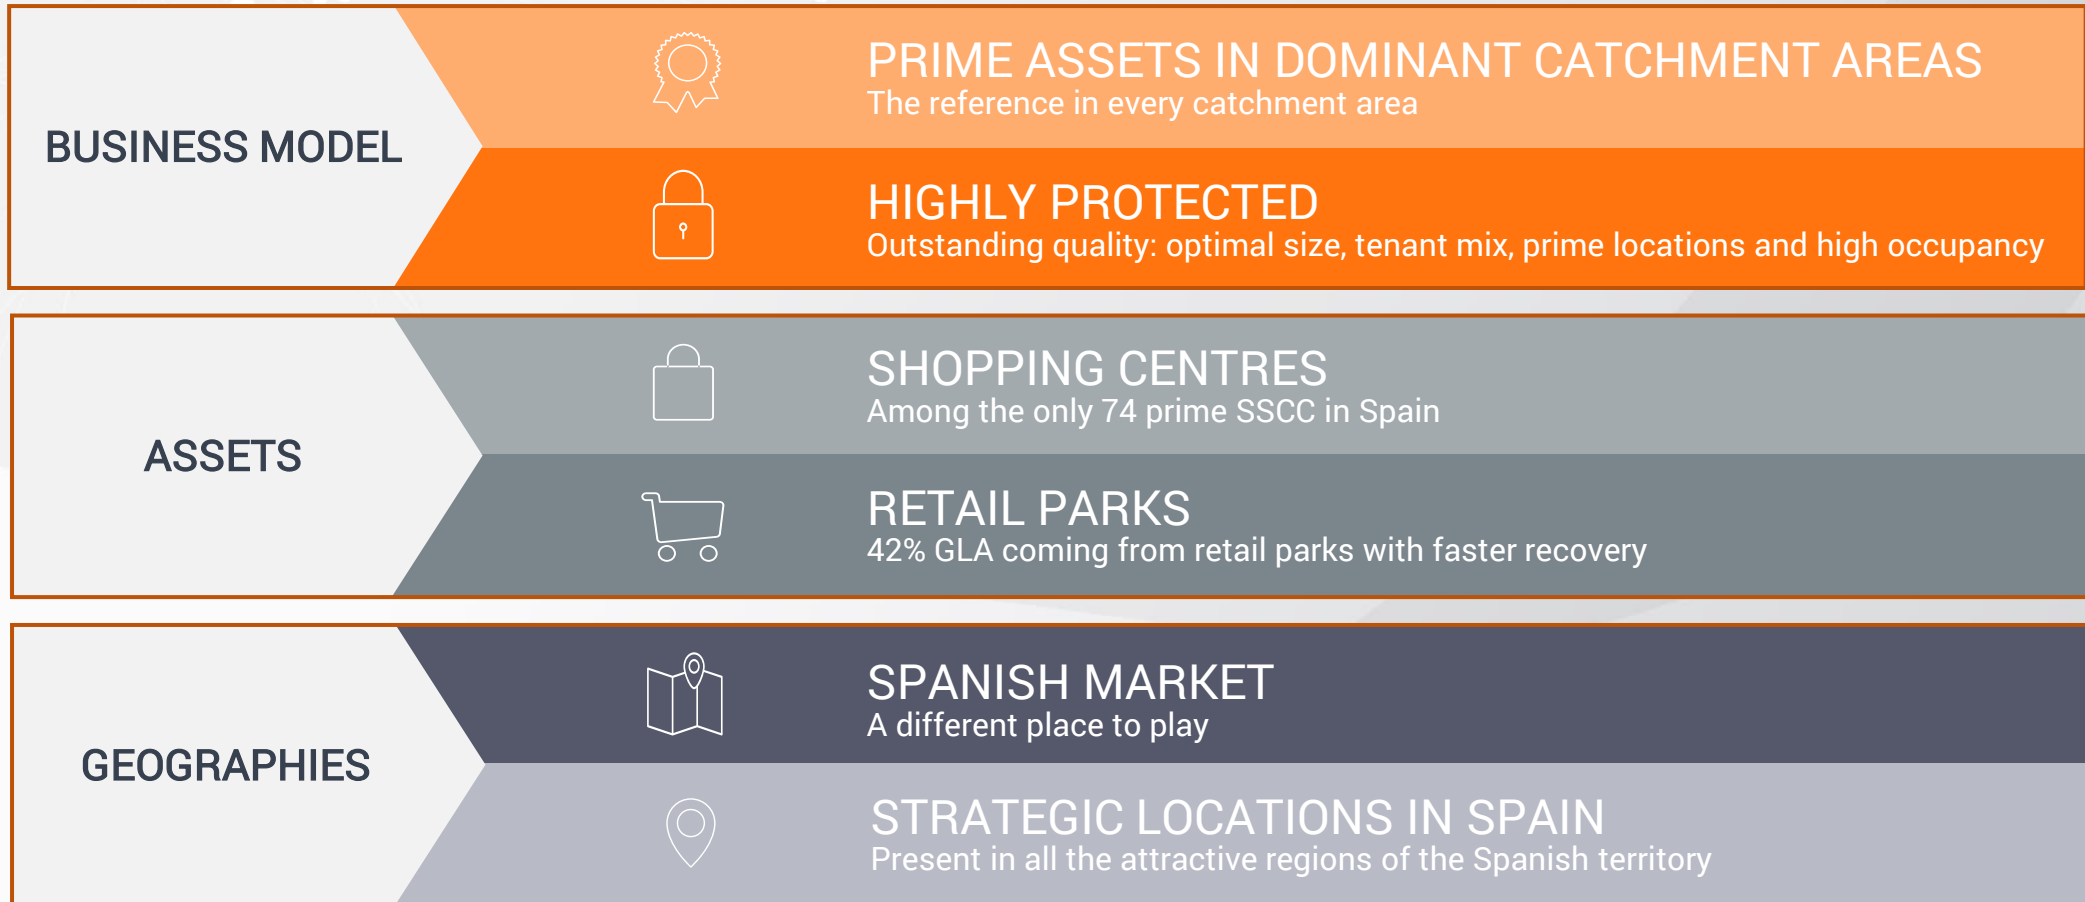 BUSINESS MODEL
PRIME ASSETS IN DOMINANT CATCHMENT AREAS
The reference in every catchment area
HIGHLY PROTECTED
Outstanding quality: optimal size, tenant mix, prime locations and high occupancy
ASSETS
SHOPPING CENTRES
Among the only 74 prime SSCC in Spain
RETAIL PARKS
42% GLA coming from retail parks with faster recovery
GEOGRAPHIES
SPANISH MARKET
A different place to play
STRATEGIC LOCATIONS IN SPAIN
Present in all the attractive regions of the Spanish territory